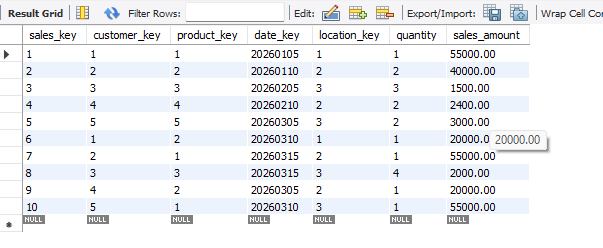 Result Grid Filter Rows: Edit: Export/Import: Wrap Cell Con
sales_key customer_key product_key date_key location_key quantity sales_amount
1 1 1 20260105 1 1 55000.00
2 2 2 20260110 2 2 40000.00
3 3 3 20260205 3 3 1500.00
4 4 4 20260210 2 2 2400.00
5 5 5 20260305 3 2 3000.00
6 1 2 20260310 1 1 20000.00 20000.00
7 2 1 20260315 2 1 55000.00
8 3 3 20260315 3 4 2000.00
9 4 2 20260305 2 1 20000.00
10 5 1 20260310 3 1 55000.00
NULL NULL NULL NULL NULL NULL NULL